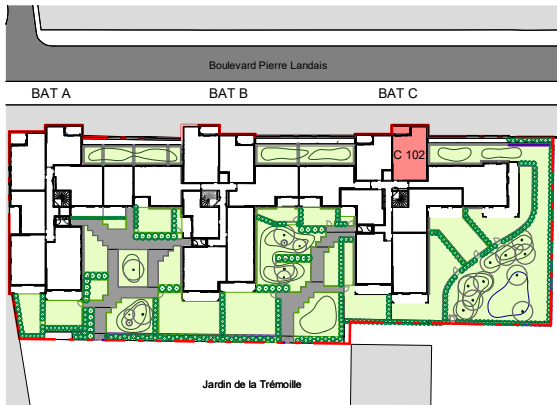 Boulevard Pierre Landais
BAT A
BAT B
BAT C
C 102
Jardin de la Trémoille